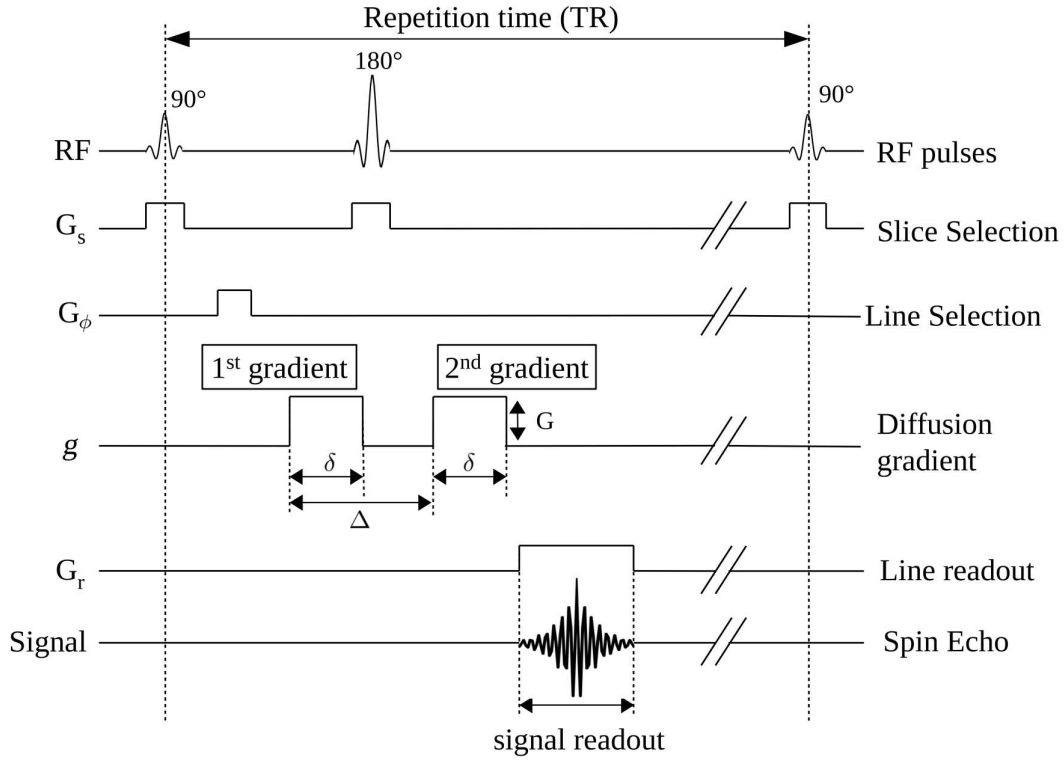 Repetition time (TR)
90°
180°
90°
RF
RF pulses
Gs
Slice Selection
Gϕ
Line Selection
1st gradient
2nd gradient
G
g
Diffusion
gradient
δ
δ
Δ
Gr
Line readout
Signal
Spin Echo
signal readout